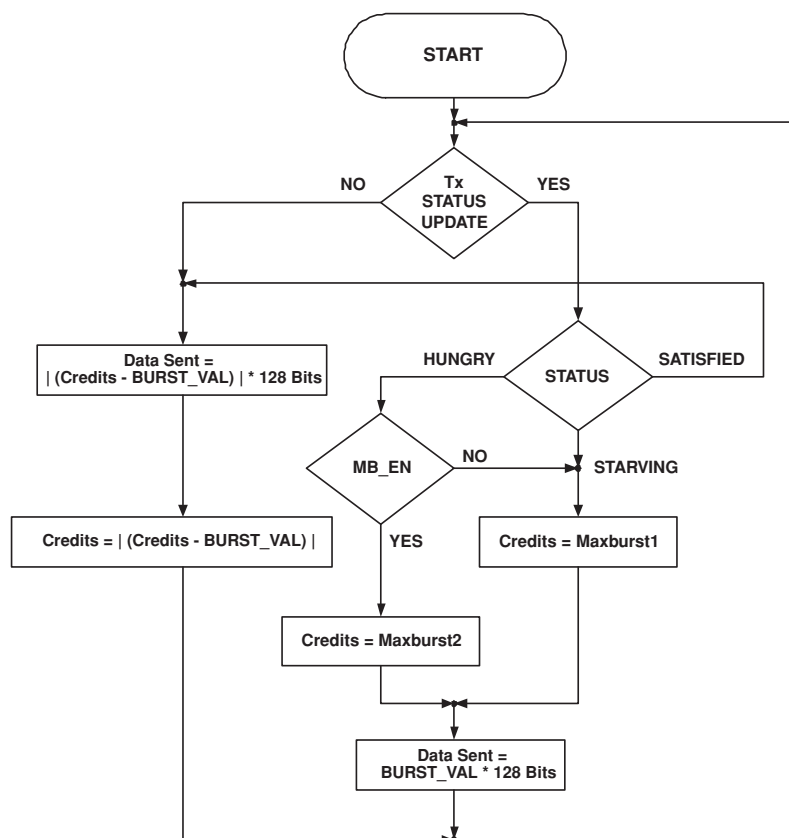 START
NO
Tx
STATUS
UPDATE
YES
Data Sent =
| (Credits - BURST_VAL) | * 128 Bits
HUNGRY
STATUS
SATISFIED
MB_EN
NO
STARVING
Credits = | (Credits - BURST_VAL) |
YES
Credits = Maxburst1
Credits = Maxburst2
Data Sent =
BURST_VAL * 128 Bits